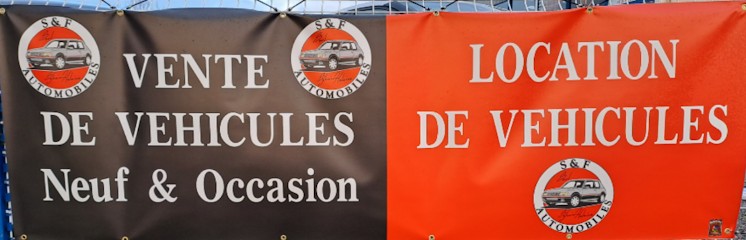 S & F
AUTOMOBILES
S & F
AUTOMOBILES
VENTE
DE VEHICULES
Neuf & Occasion
LOCATION
DE VEHICULES
S & F
AUTOMOBILES